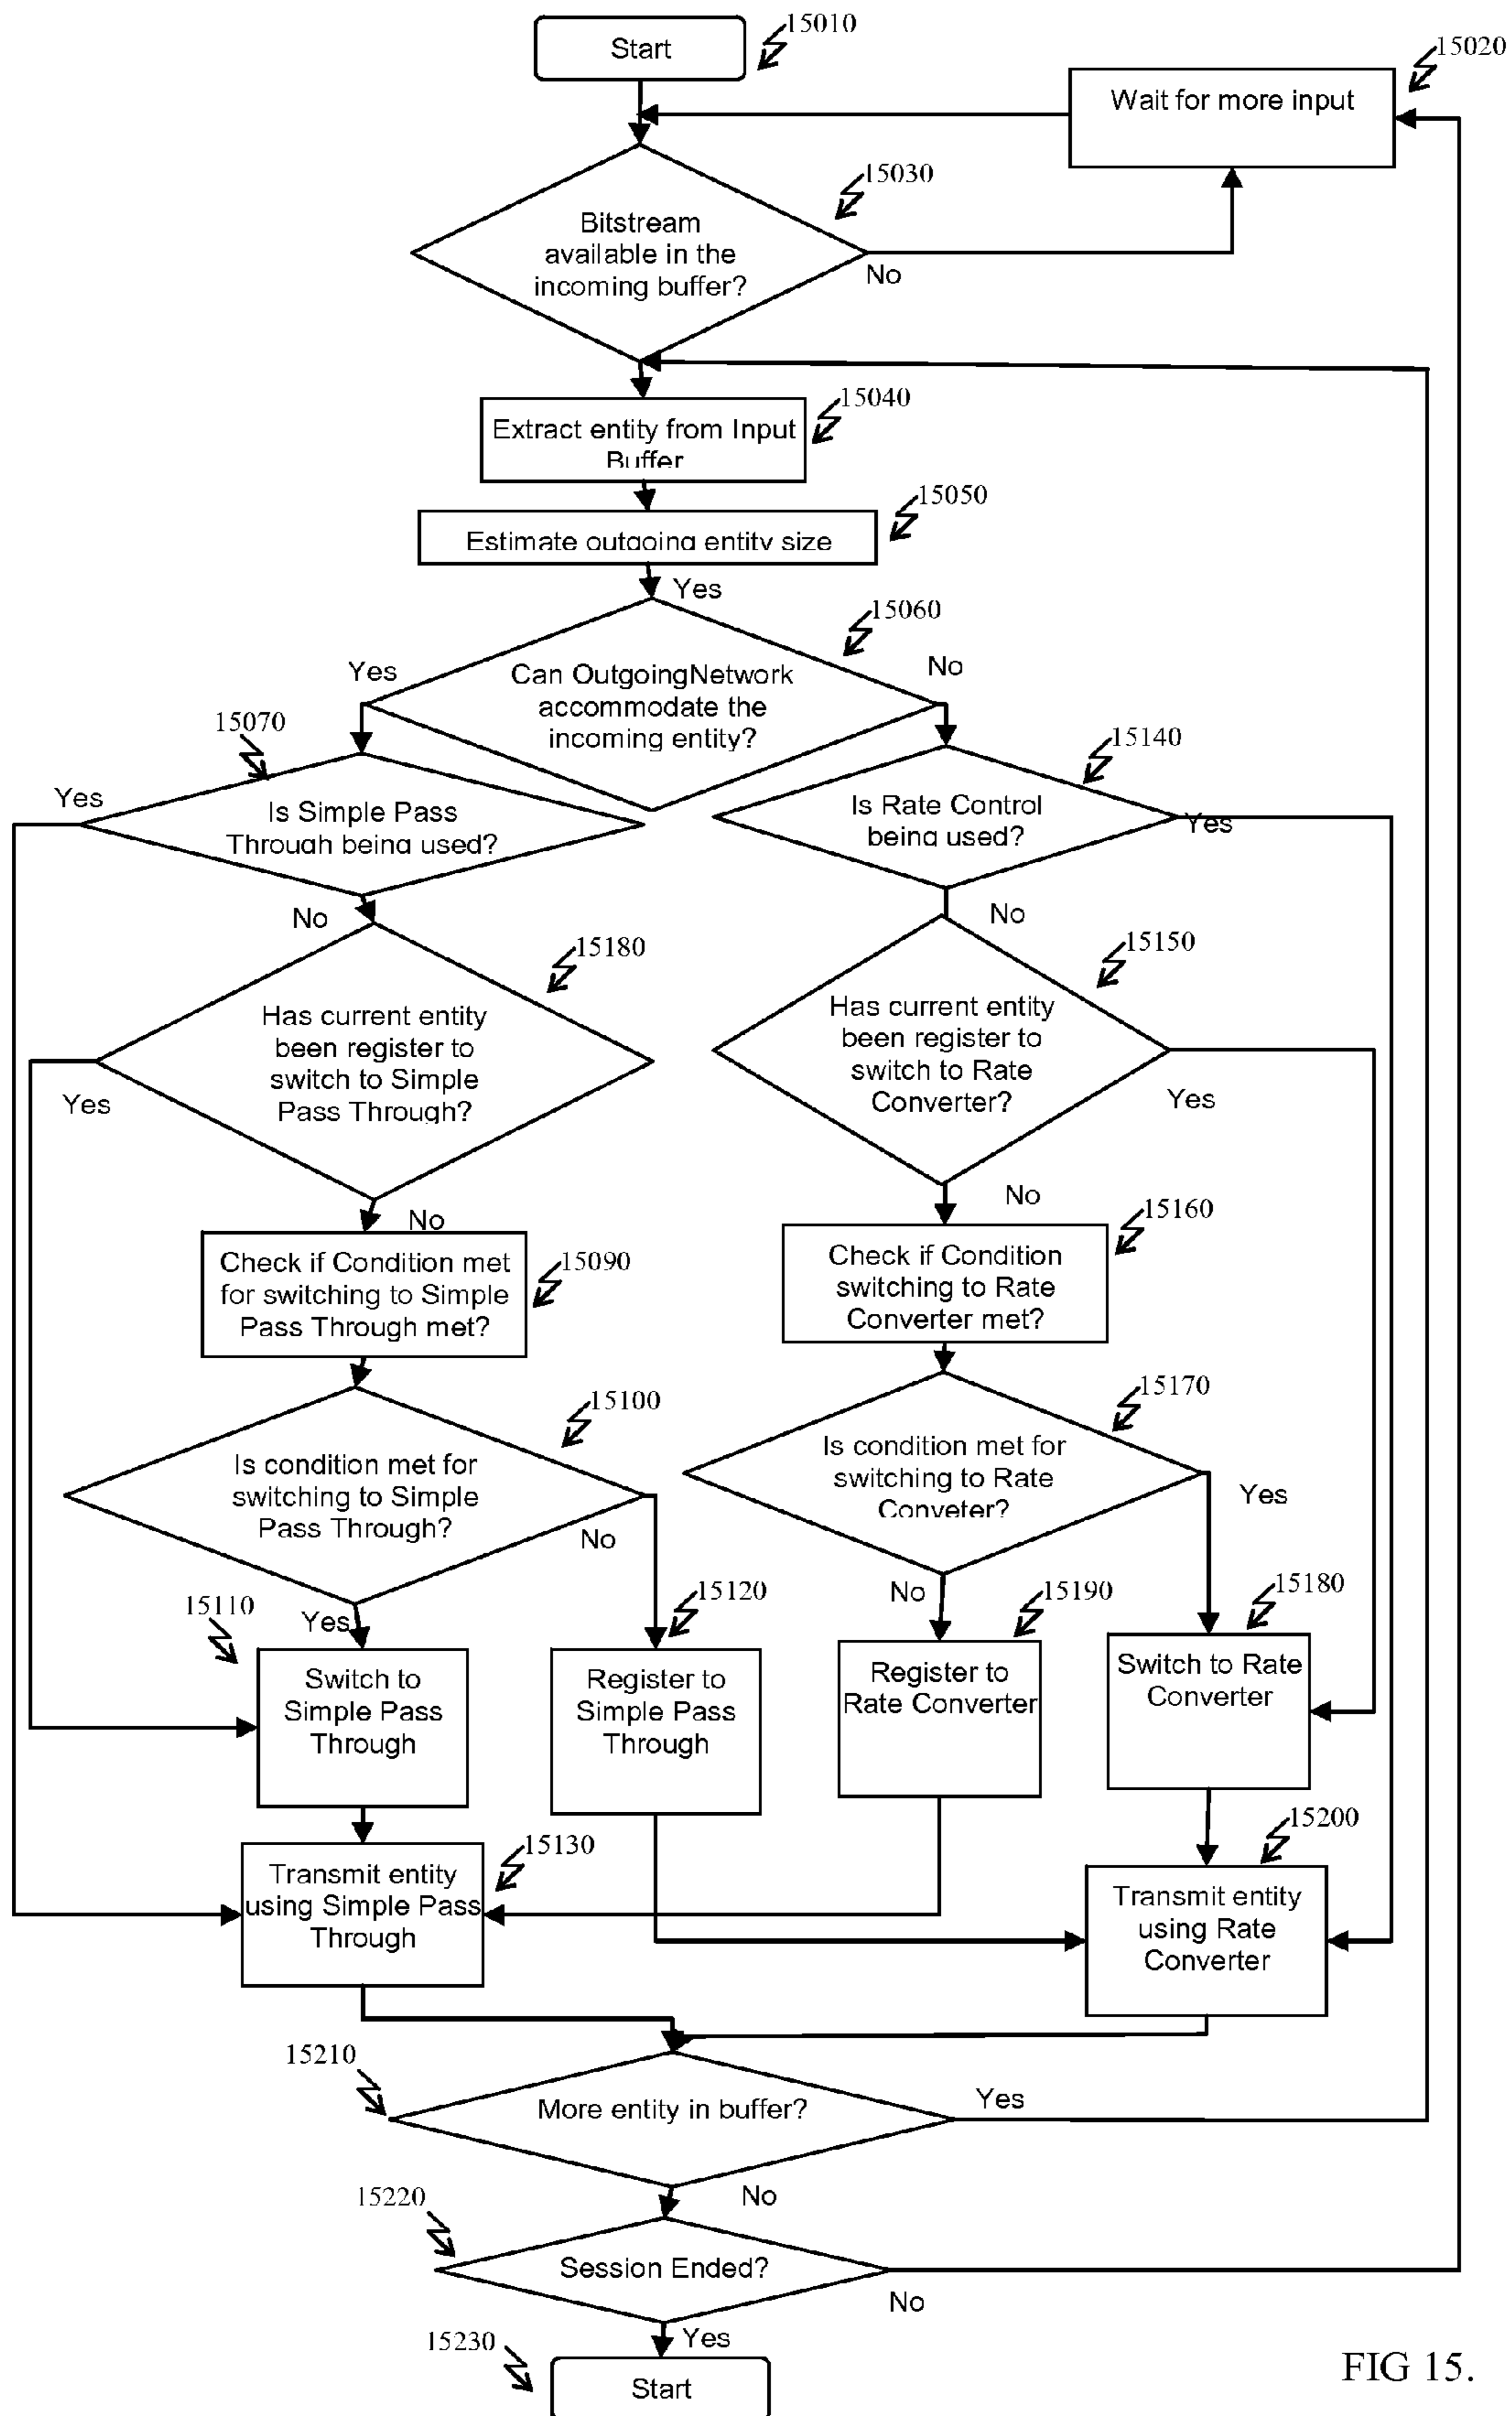 Start
15010
15020
Wait for more input
15030
Bitstream
available in the
incoming buffer?
No
15040
Extract entity from Input
Buffer
15050
Estimate outgoing entity size
Yes
15060
Yes
Can OutgoingNetwork
accommodate the
incoming entity?
No
15070
15140
Yes
Is Simple Pass
Through being used?
Is Rate Control
being used?
Yes
No
No
15180
15150
Has current entity
been register to
switch to Simple
Pass Through?
Yes
Has current entity
been register to
switch to Rate
Converter?
Yes
No
No
15160
Check if Condition met
for switching to Simple
Pass Through met?
15090
Check if Condition
switching to Rate
Converter met?
15100
15170
Is condition met for
switching to Simple
Pass Through?
No
Is condition met for
switching to Rate
Conveter?
Yes
15110
Yes
15120
No
15190
15180
Switch to
Simple Pass
Through
Register to
Simple Pass
Through
Register to
Rate Converter
Switch to Rate
Converter
15130
15200
Transmit entity
using Simple Pass
Through
Transmit entity
using Rate
Converter
15210
More entity in buffer?
Yes
No
15220
Session Ended?
No
Yes
15230
Start
FIG 15.